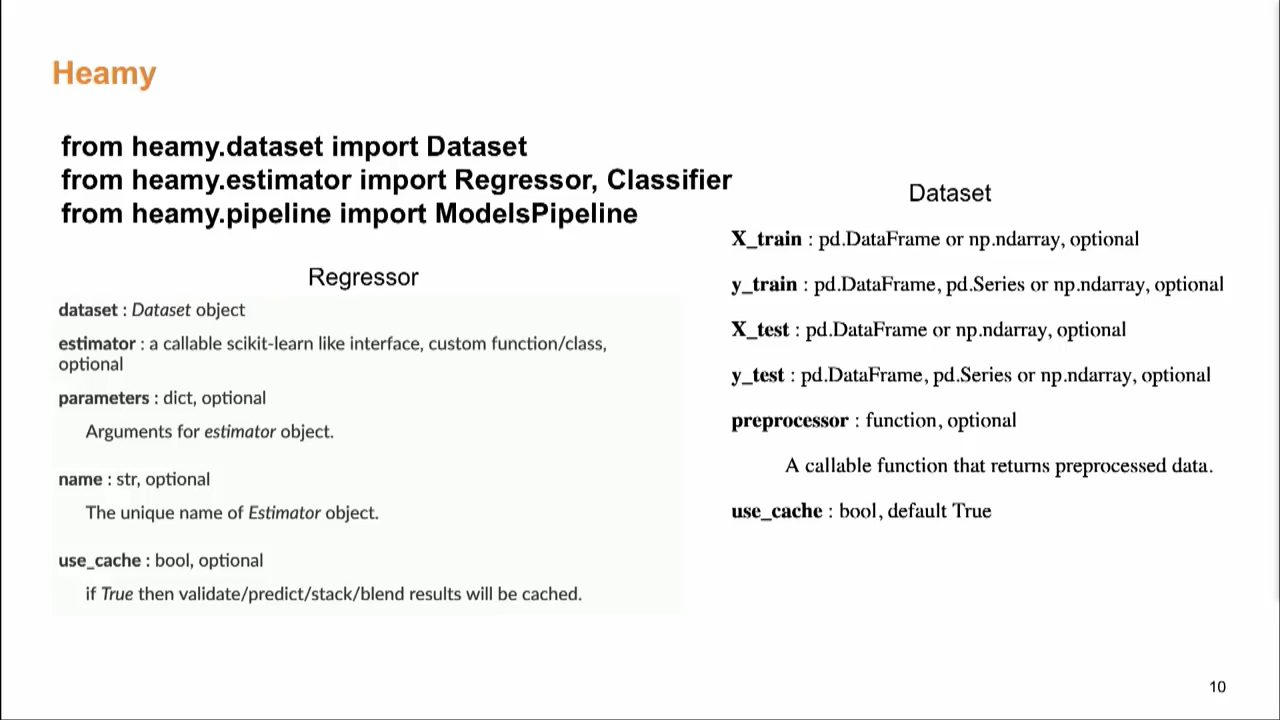 Heamy
from heamy.dataset import Dataset
from heamy.estimator import Regressor, Classifier
from heamy.pipeline import ModelsPipeline
Regressor
dataset : Dataset object
estimator : a callable scikit-learn like interface, custom function/class,
optional
parameters : dict, optional
Arguments for estimator object.
name : str, optional
The unique name of Estimator object.
use_cache : bool, optional
if True then validate/predict/stack/blend results will be cached.
Dataset
X_train : pd.DataFrame or np.ndarray, optional
y_train : pd.DataFrame, pd.Series or np.ndarray, optional
X_test : pd.DataFrame or np.ndarray, optional
y_test : pd.DataFrame, pd.Series or np.ndarray, optional
preprocessor : function, optional
A callable function that returns preprocessed data.
use_cache : bool, default True
10